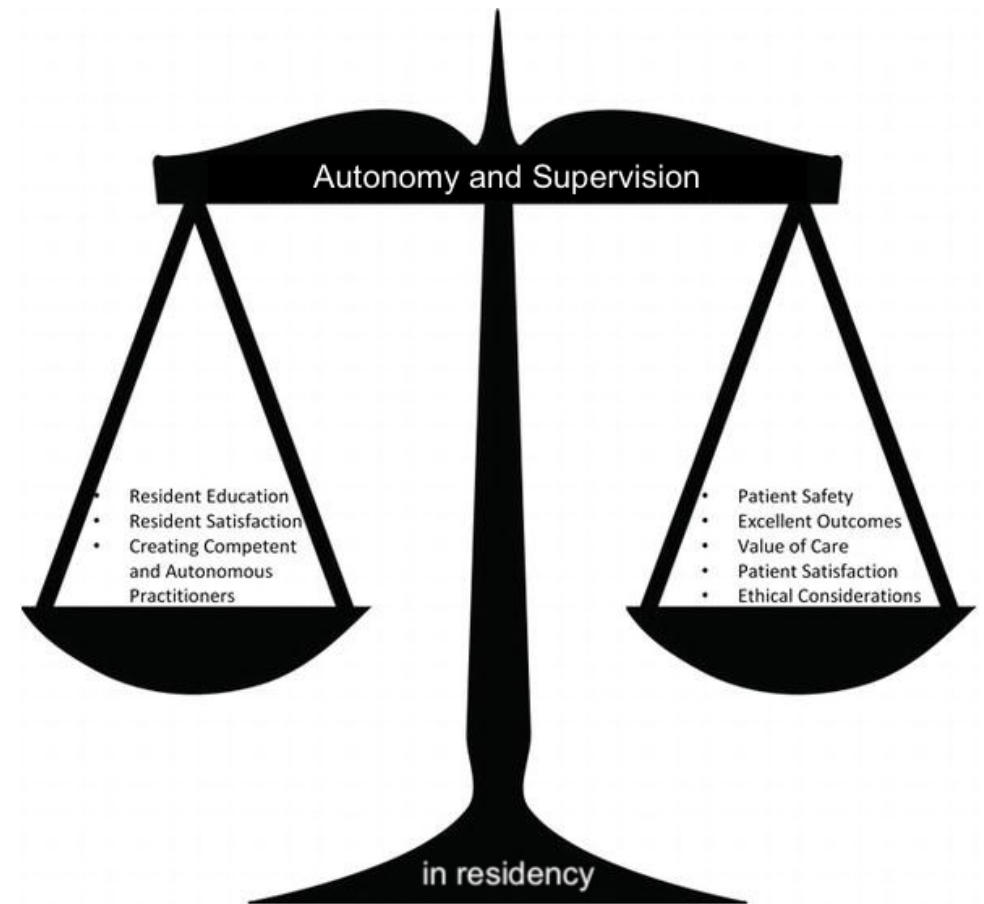 Autonomy and Supervision
• Resident Education
• Resident Satisfaction
• Creating Competent
and Autonomous
Practitioners
• Patient Safety
• Excellent Outcomes
• Value of Care
• Patient Satisfaction
• Ethical Considerations
in residency